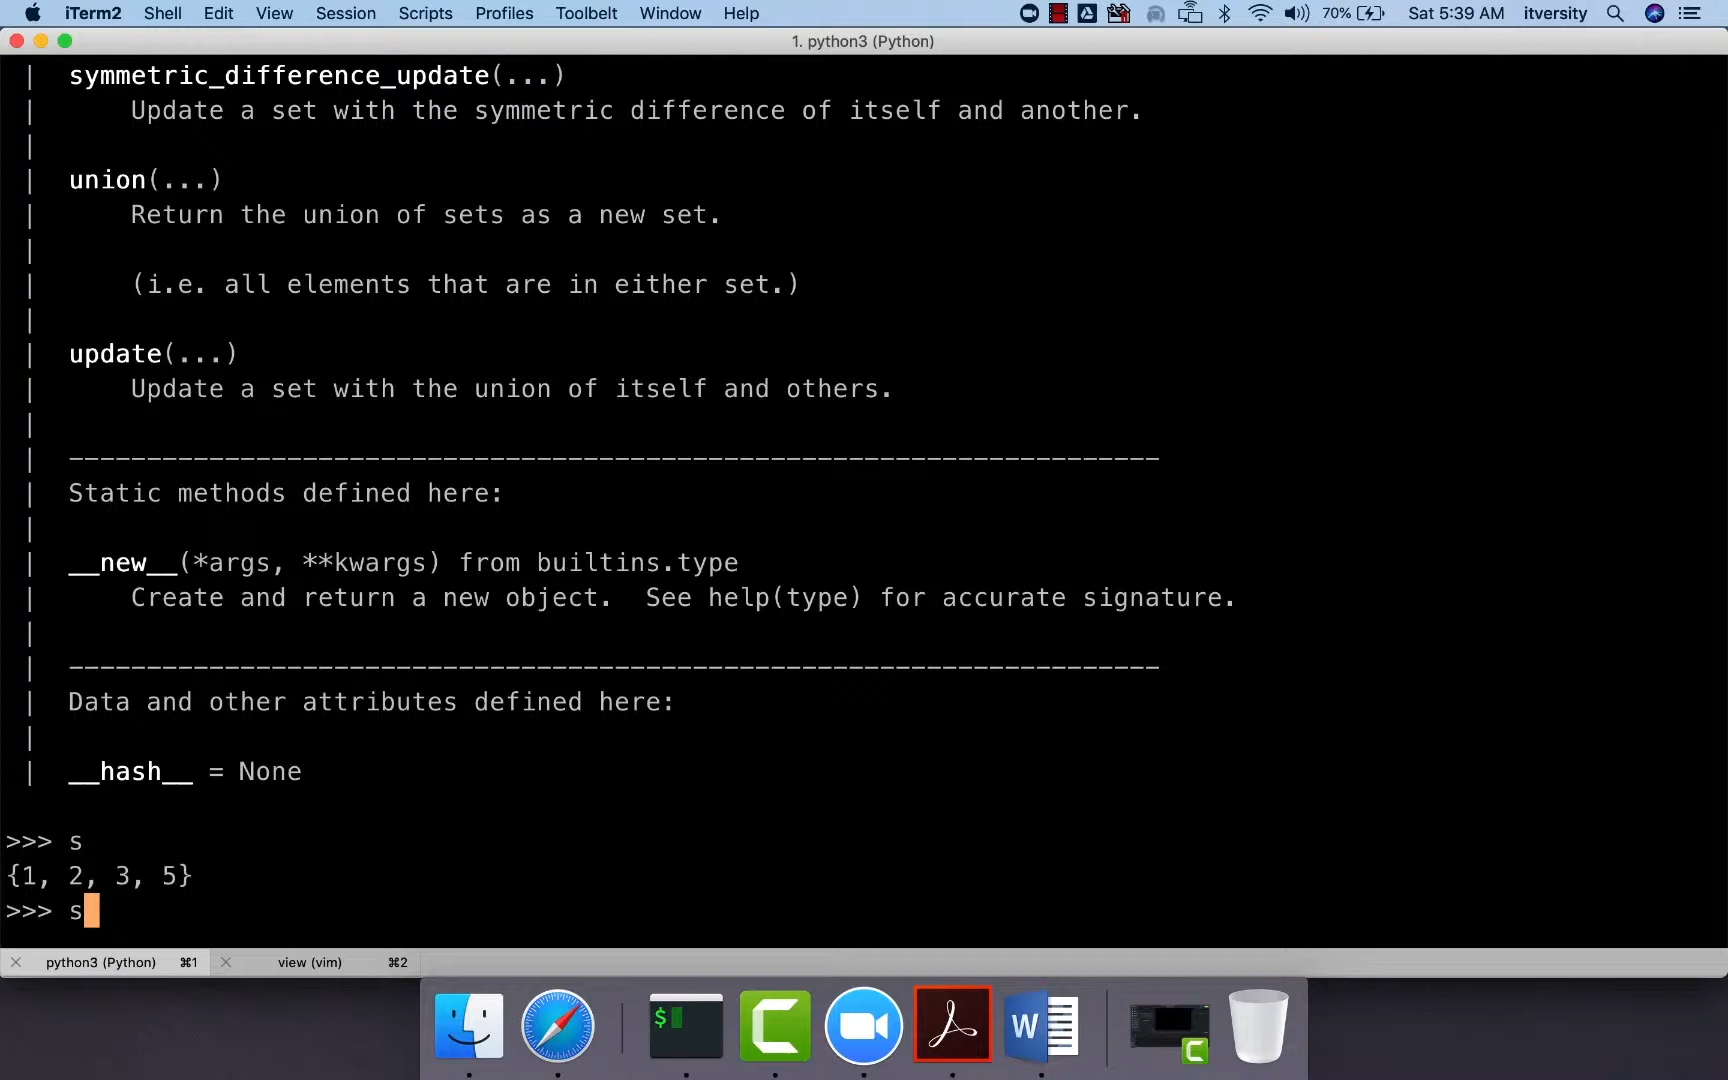 iTerm2 Shell Edit View Session Scripts Profiles Toolbelt Window Help 70% Sat 5:39 AM itversity
1. python3 (Python)
| symmetric_difference_update(...)
|     Update a set with the symmetric difference of itself and another.
|
| union(...)
|     Return the union of sets as a new set.
|
|     (i.e. all elements that are in either set.)
|
| update(...)
|     Update a set with the union of itself and others.
|
| ----------------------------------------------------------------------
| Static methods defined here:
|
| __new__(*args, **kwargs) from builtins.type
|     Create and return a new object.  See help(type) for accurate signature.
|
| ----------------------------------------------------------------------
| Data and other attributes defined here:
|
| __hash__ = None
>>> s
{1, 2, 3, 5}
>>> s
python3 (Python) ⌘1 view (vim) ⌘2
$ W